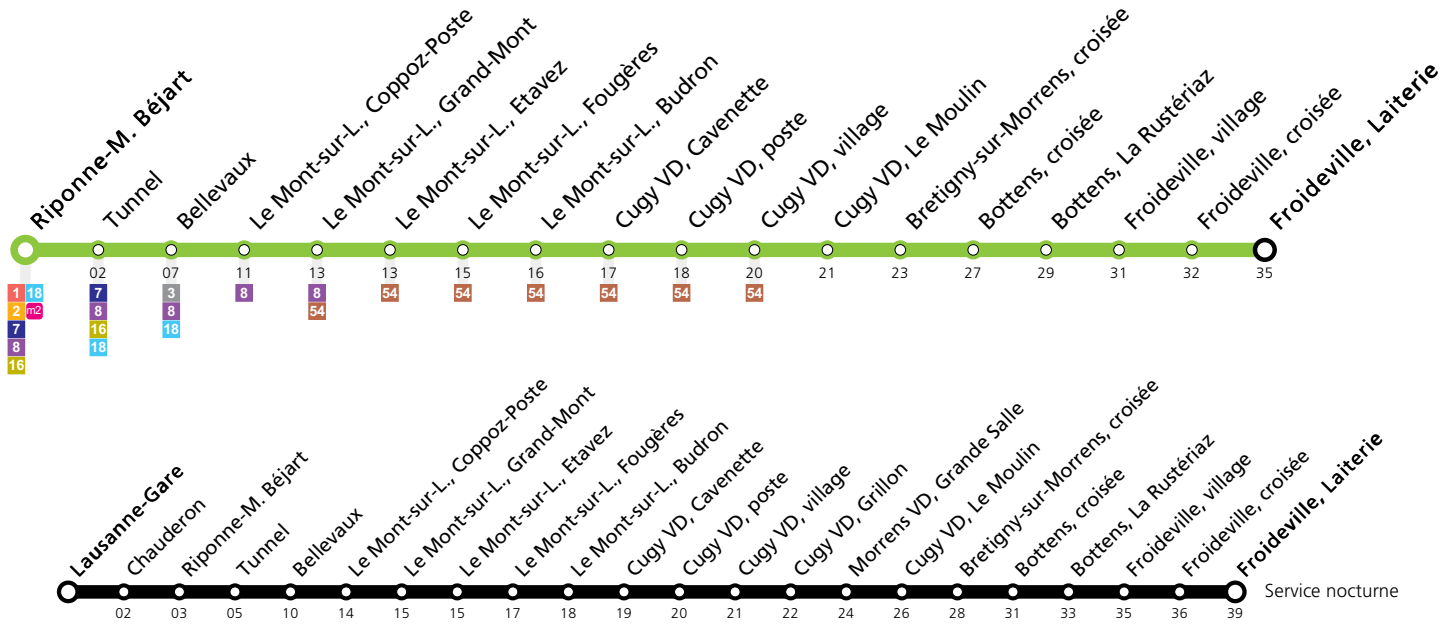 Riponne-M. Béjart
Tunnel
Bellevaux
Le Mont-sur-L., Coppoz-Poste
Le Mont-sur-L., Grand-Mont
Le Mont-sur-L., Etavez
Le Mont-sur-L., Fougères
Le Mont-sur-L., Budron
Cugy VD, Cavenette
Cugy VD, poste
Cugy VD, village
Cugy VD, Le Moulin
Bretigny-sur-Morrens, croisée
Bottens, croisée
Bottens, La Rustériaz
Froideville, village
Froideville, croisée
Froideville, Laiterie
02 07 11 13 13 15 16 17 18 20 21 23 27 29 31 32 35
1 18 7 3 8 8 54 54 54 54 54 54
2 m2 8 8 54
7 16 18
8 18
16
Lausanne-Gare
Chauderon
Riponne-M. Béjart
Tunnel
Bellevaux
Le Mont-sur-L., Coppoz-Poste
Le Mont-sur-L., Grand-Mont
Le Mont-sur-L., Etavez
Le Mont-sur-L., Fougères
Le Mont-sur-L., Budron
Cugy VD, Cavenette
Cugy VD, poste
Cugy VD, village
Cugy VD, Grillon
Morrens VD, Grande Salle
Cugy VD, Le Moulin
Bretigny-sur-Morrens, croisée
Bottens, croisée
Bottens, La Rustériaz
Froideville, village
Froideville, croisée
Froideville, Laiterie
Service nocturne
02 03 05 10 14 15 15 17 18 19 20 21 22 24 26 28 31 33 35 36 39